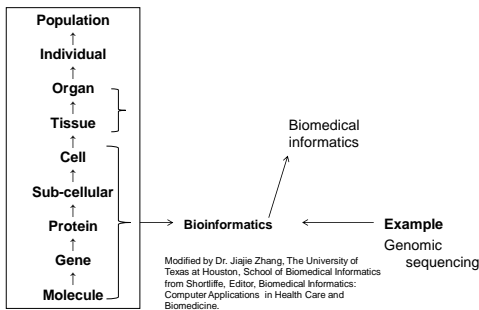 Population
↑
Individual
↑
Organ
↑
Tissue
↑
Cell
↑
Sub-cellular
↑
Protein
↑
Gene
↑
Molecule
Biomedical
informatics
Bioinformatics
Example
Genomic
sequencing
Modified by Dr. Jiajie Zhang, The University of
Texas at Houston, School of Biomedical Informatics
from Shortliffe, Editor, Biomedical Informatics:
Computer Applications in Health Care and
Biomedicine.